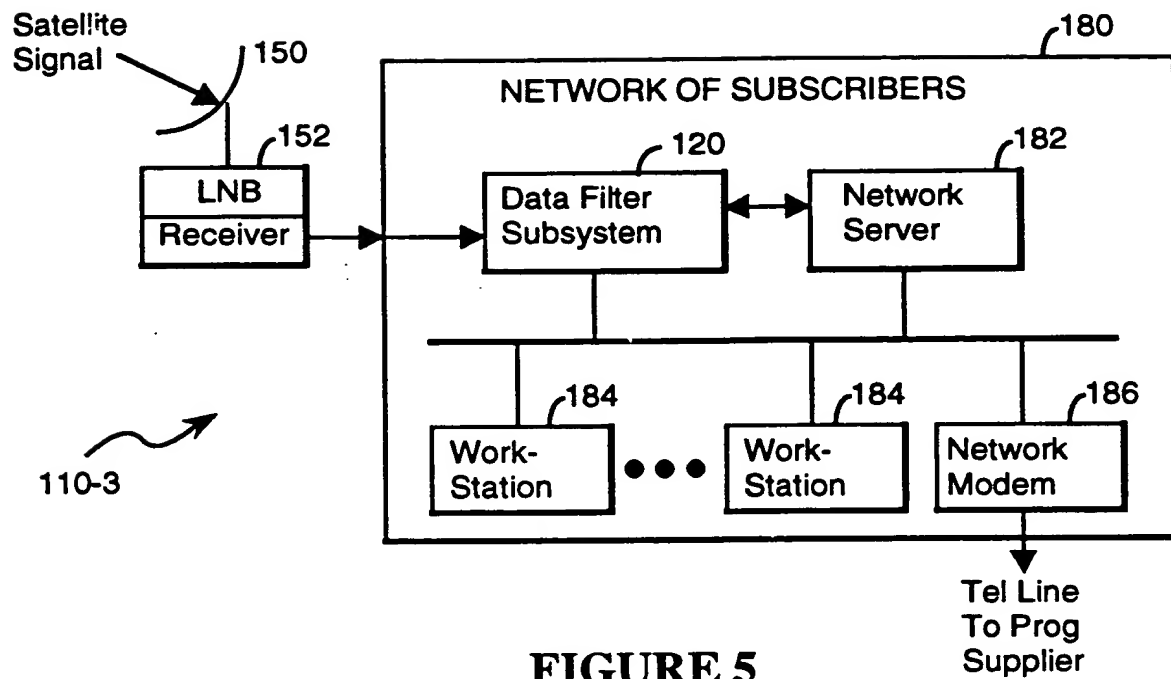 Satellite
Signal
150
152
LNB
Receiver
110-3
180
NETWORK OF SUBSCRIBERS
120
Data Filter
Subsystem
182
Network
Server
184
Work-
Station
184
Work-
Station
186
Network
Modem
Tel Line
To Prog
Supplier
FIGURE 5